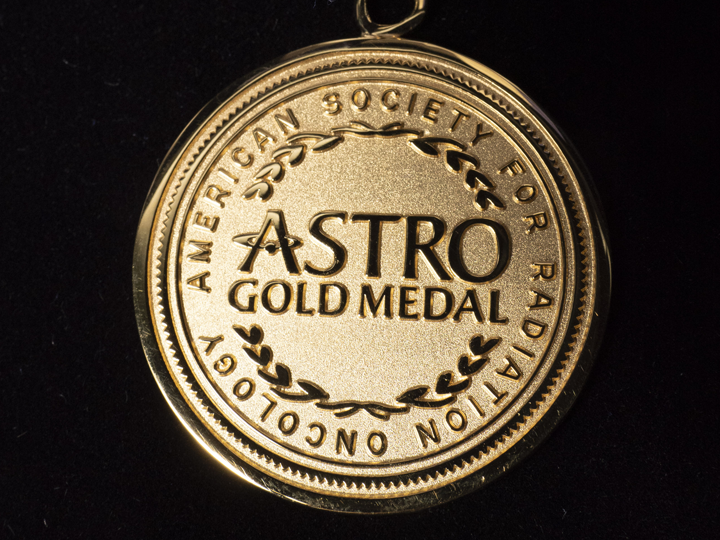 AMERICAN SOCIETY FOR RADIATION ONCOLOGY
ASTRO
GOLD MEDAL